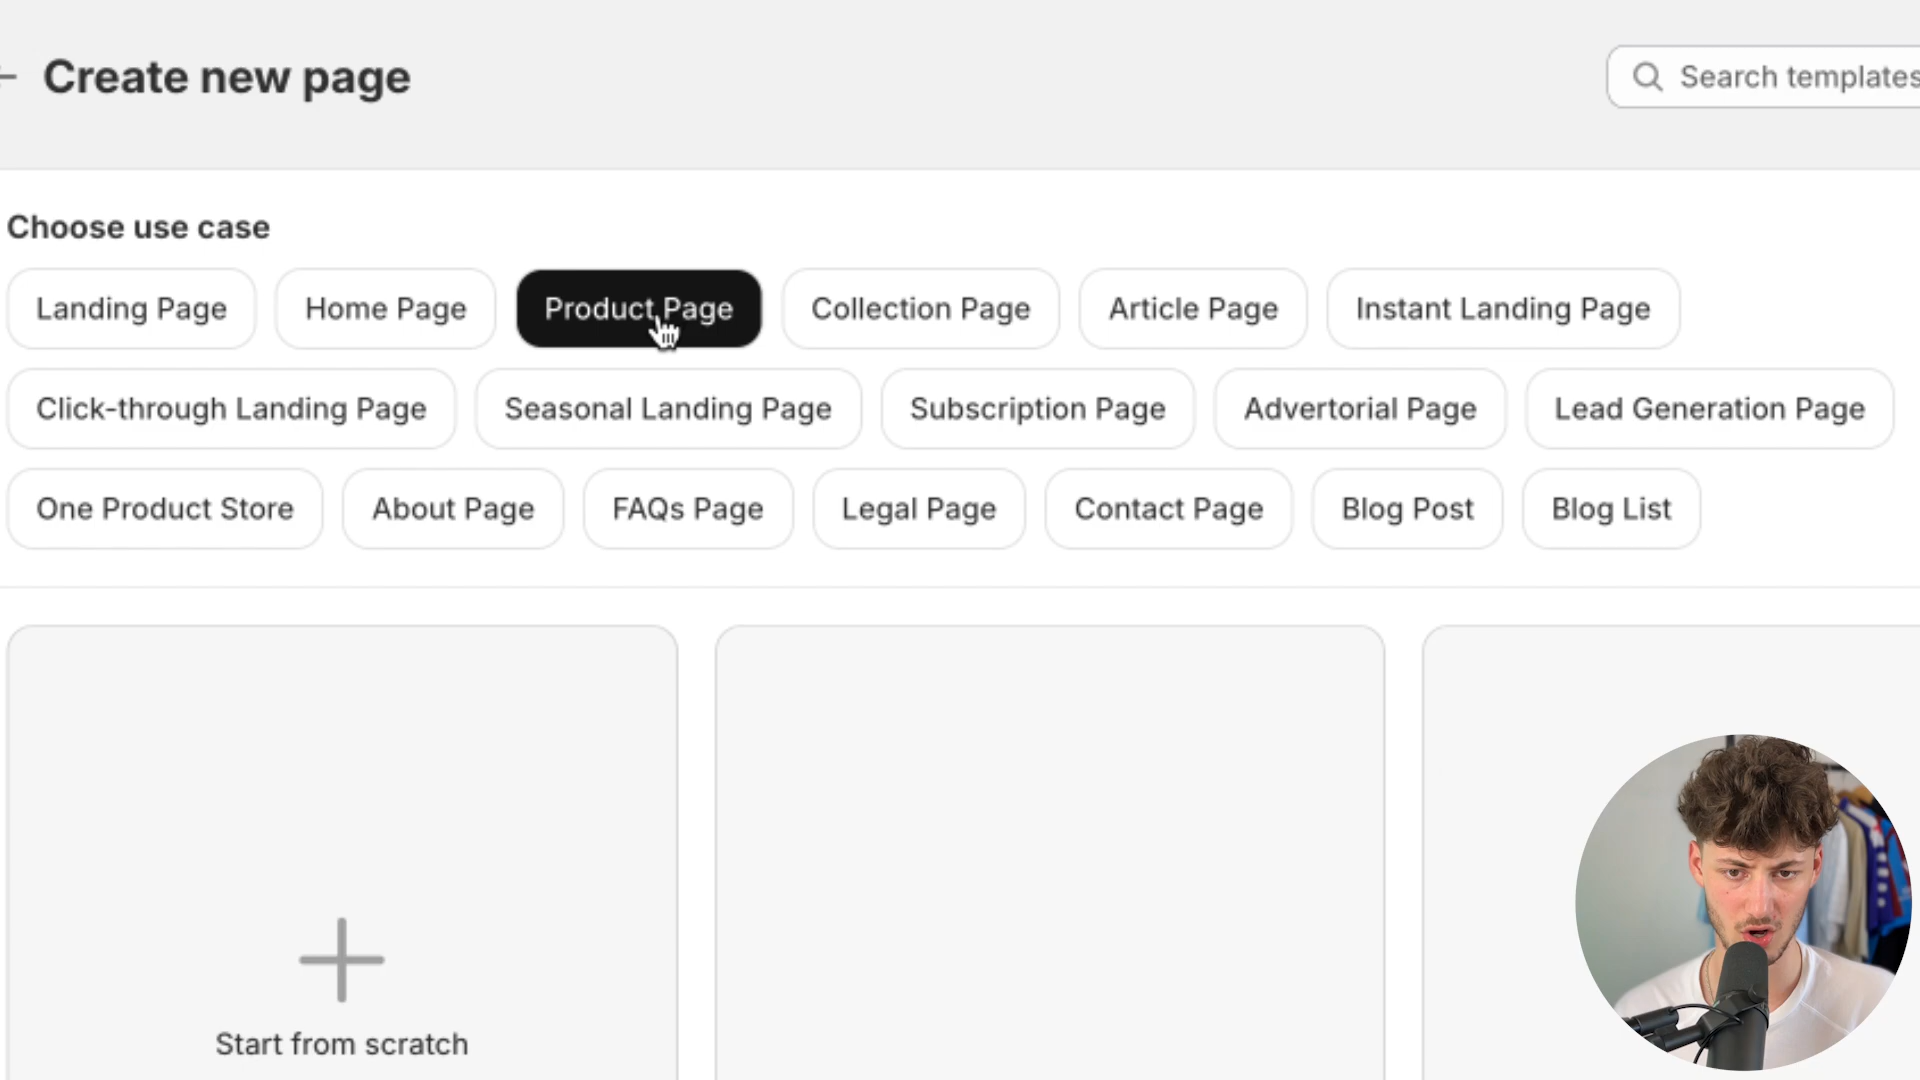 Create new page
Search templates
Choose use case
Landing Page
Home Page
Product Page
Collection Page
Article Page
Instant Landing Page
Click-through Landing Page
Seasonal Landing Page
Subscription Page
Advertorial Page
Lead Generation Page
One Product Store
About Page
FAQs Page
Legal Page
Contact Page
Blog Post
Blog List
Start from scratch